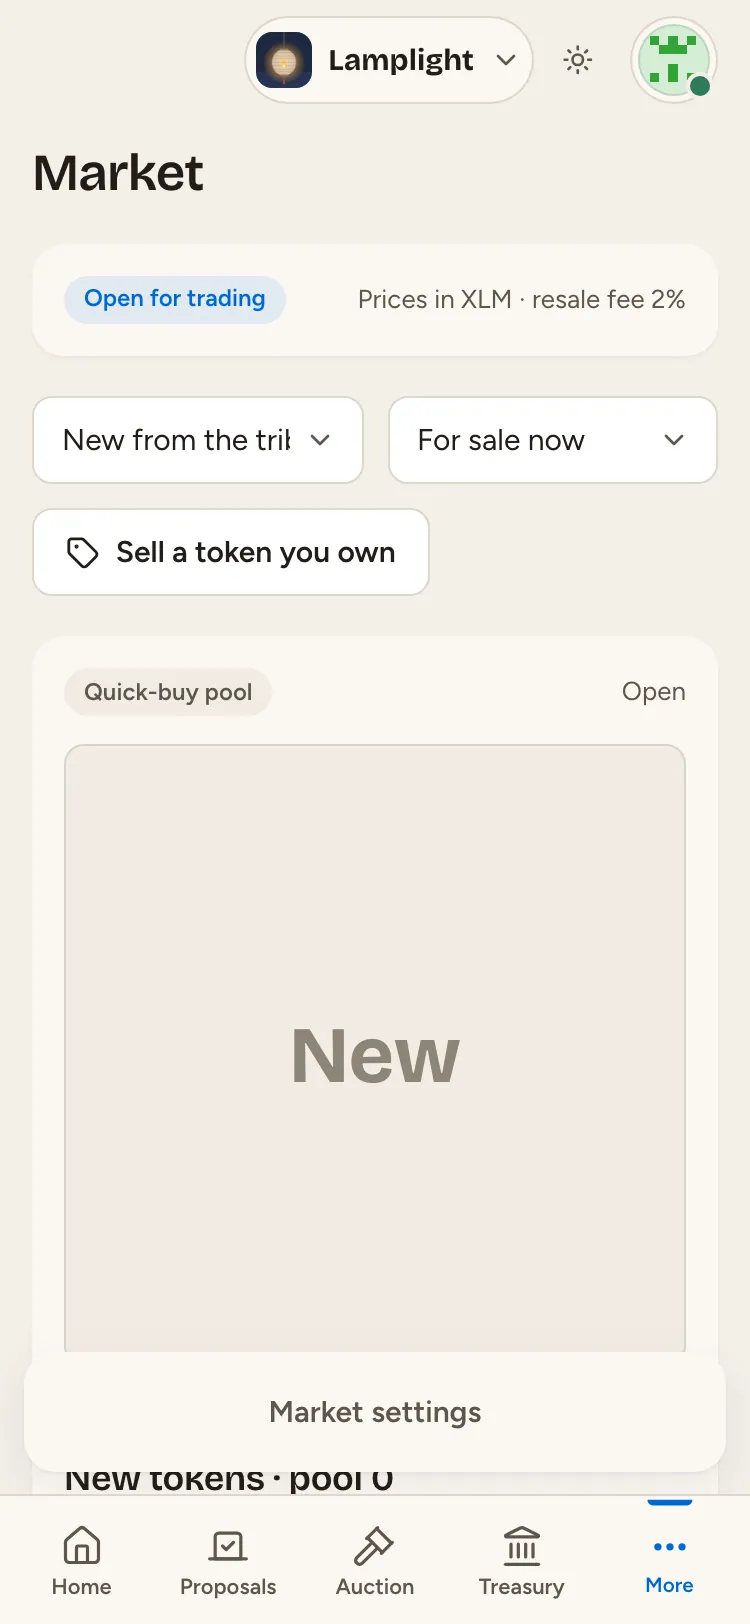 Lamplight
Market
Open for trading
Prices in XLM · resale fee 2%
New from the trib
For sale now
Sell a token you own
Quick-buy pool
Open
New
Market settings
New tokens · pool 0
Home
Proposals
Auction
Treasury
More